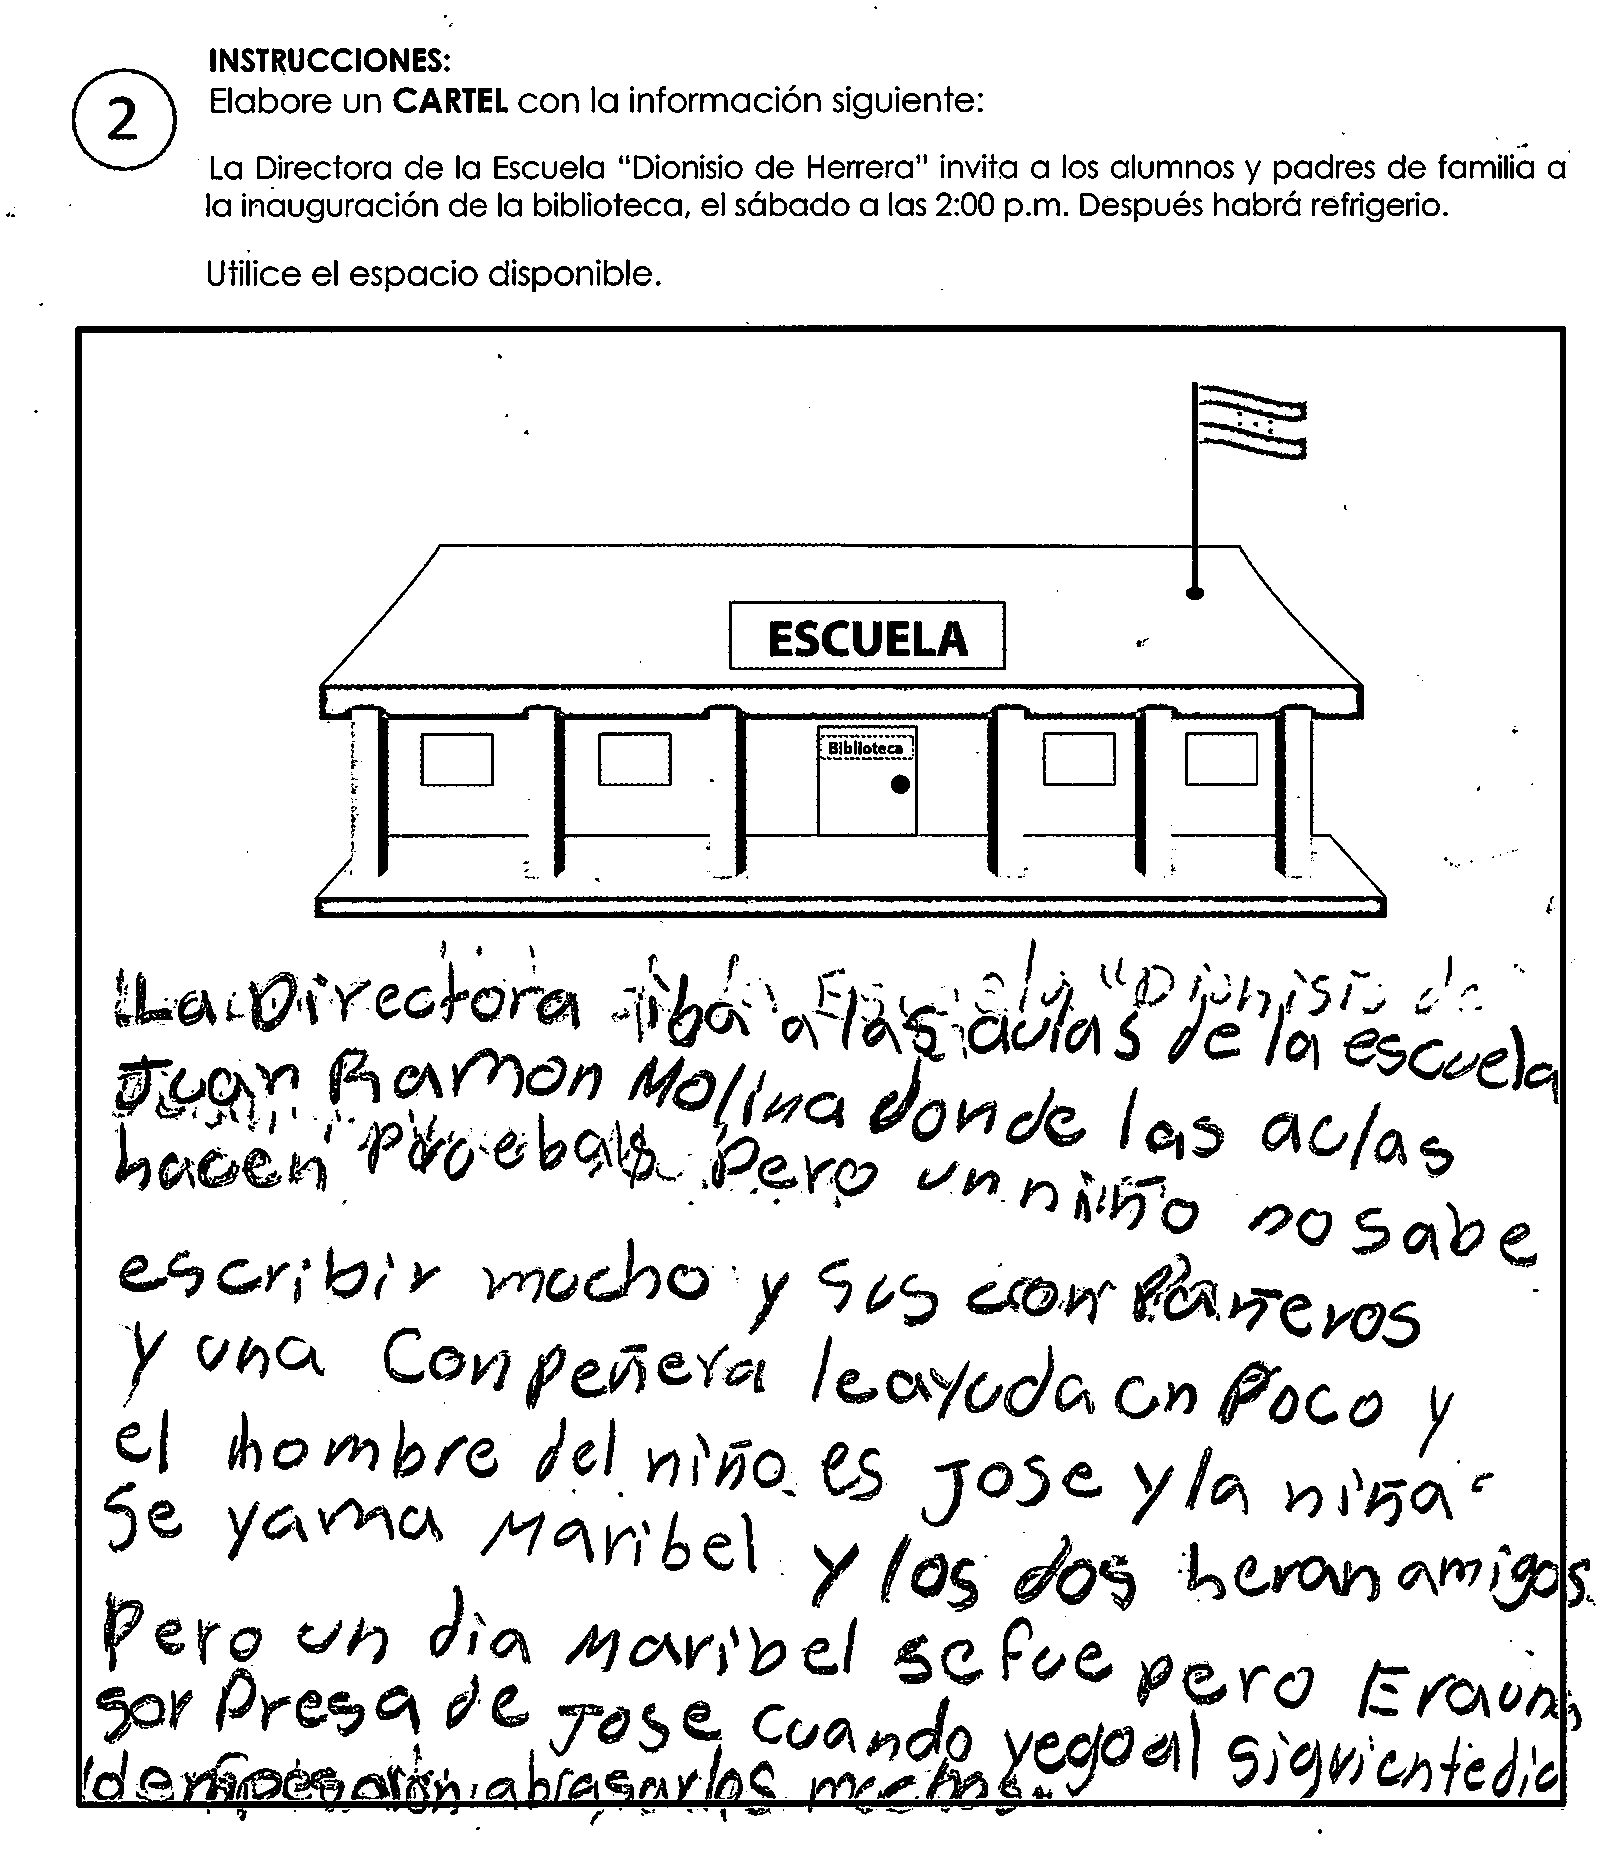 INSTRUCCIONES:
2
Elabore un CARTEL con la información siguiente:
La Directora de la Escuela "Dionisio de Herrera" invita a los alumnos y padres de familia a
la inauguración de la biblioteca, el sábado a las 2:00 p.m. Después habrá refrigerio.
Utilice el espacio disponible.
ESCUELA
Biblioteca
La Directora iba a las aulas de la escuela
Juan Ramon Molina donde las aulas
hacen pruebas pero un niño no sabe
escribir mucho y sus conpañeros
y una Conpeñera le ayuda un poco y
el nombre del niño es Jose y la niña
Se yama Maribel y los dos heran amigos
pero un dia Maribel se fue pero Era una
sorpresa de Jose cuando yego al siguiente dia
abrasarlos muchos.